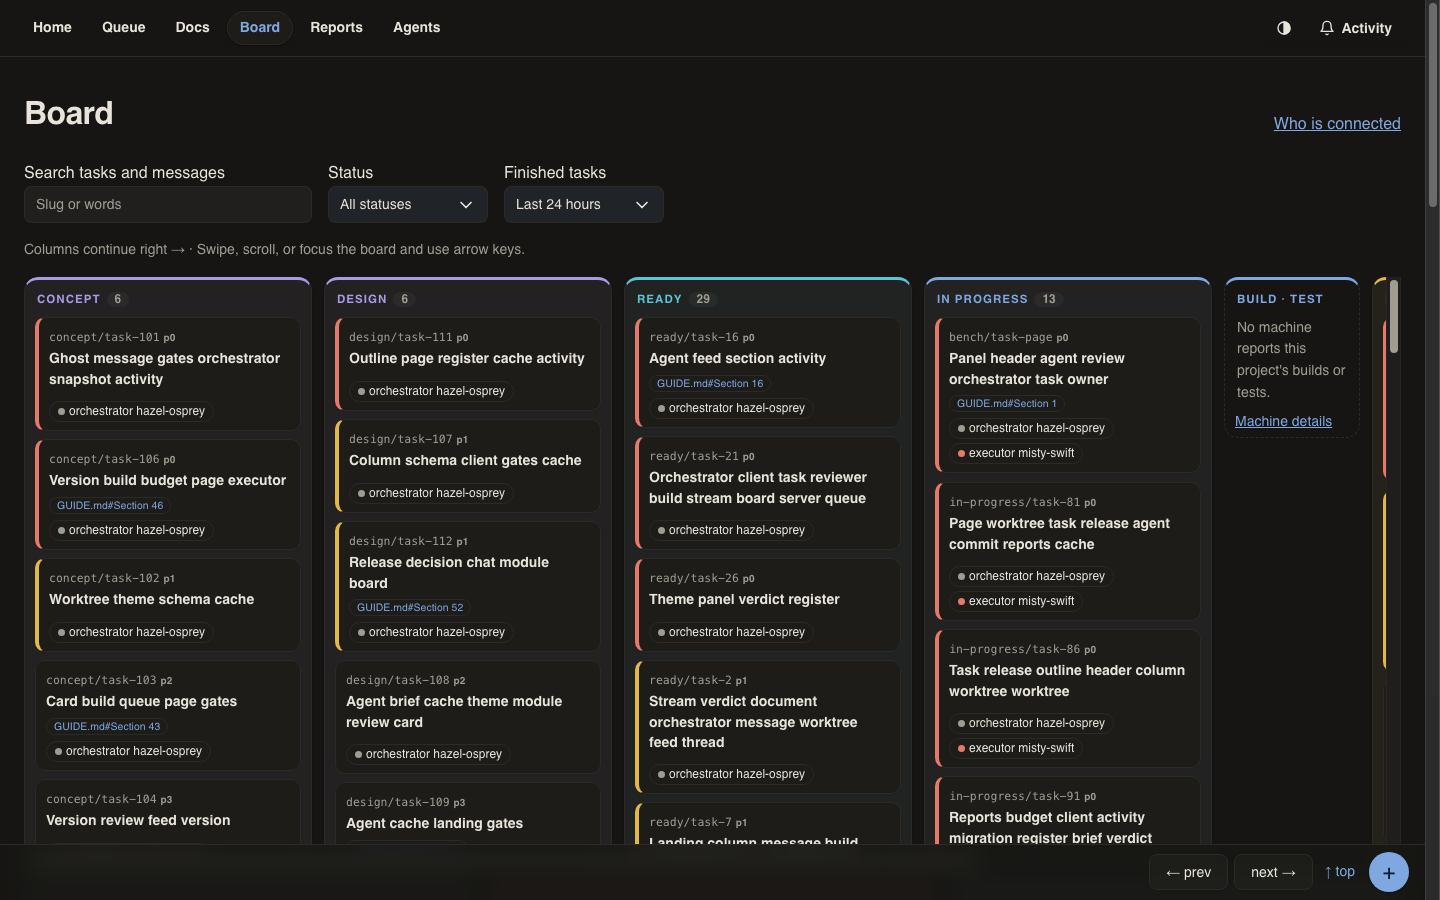 Home Queue Docs Board Reports Agents Activity
Board
Who is connected
Search tasks and messages
Slug or words
Status
All statuses
Finished tasks
Last 24 hours
Columns continue right → · Swipe, scroll, or focus the board and use arrow keys.
CONCEPT 6
concept/task-101 p0
Ghost message gates orchestrator
snapshot activity
orchestrator hazel-osprey
concept/task-106 p0
Version build budget page executor
GUIDE.md#Section 46
orchestrator hazel-osprey
concept/task-102 p1
Worktree theme schema cache
orchestrator hazel-osprey
concept/task-103 p2
Card build queue page gates
GUIDE.md#Section 43
orchestrator hazel-osprey
concept/task-104 p3
Version review feed version
DESIGN 6
design/task-111 p0
Outline page register cache activity
orchestrator hazel-osprey
design/task-107 p1
Column schema client gates cache
orchestrator hazel-osprey
design/task-112 p1
Release decision chat module
board
GUIDE.md#Section 52
orchestrator hazel-osprey
design/task-108 p2
Agent brief cache theme module
review card
orchestrator hazel-osprey
design/task-109 p3
Agent cache landing gates
READY 29
ready/task-16 p0
Agent feed section activity
GUIDE.md#Section 16
orchestrator hazel-osprey
ready/task-21 p0
Orchestrator client task reviewer
build stream board server queue
orchestrator hazel-osprey
ready/task-26 p0
Theme panel verdict register
orchestrator hazel-osprey
ready/task-2 p1
Stream verdict document
orchestrator message worktree
feed thread
orchestrator hazel-osprey
ready/task-7 p1
Landing column message build
IN PROGRESS 13
bench/task-page p0
Panel header agent review
orchestrator task owner
GUIDE.md#Section 1
orchestrator hazel-osprey
executor misty-swift
in-progress/task-81 p0
Page worktree task release agent
commit reports cache
orchestrator hazel-osprey
executor misty-swift
in-progress/task-86 p0
Task release outline header column
worktree worktree
orchestrator hazel-osprey
executor misty-swift
in-progress/task-91 p0
Reports budget client activity
migration register brief verdict
BUILD · TEST
No machine
reports this
project's builds or
tests.
Machine details
← prev next → ↑ top +